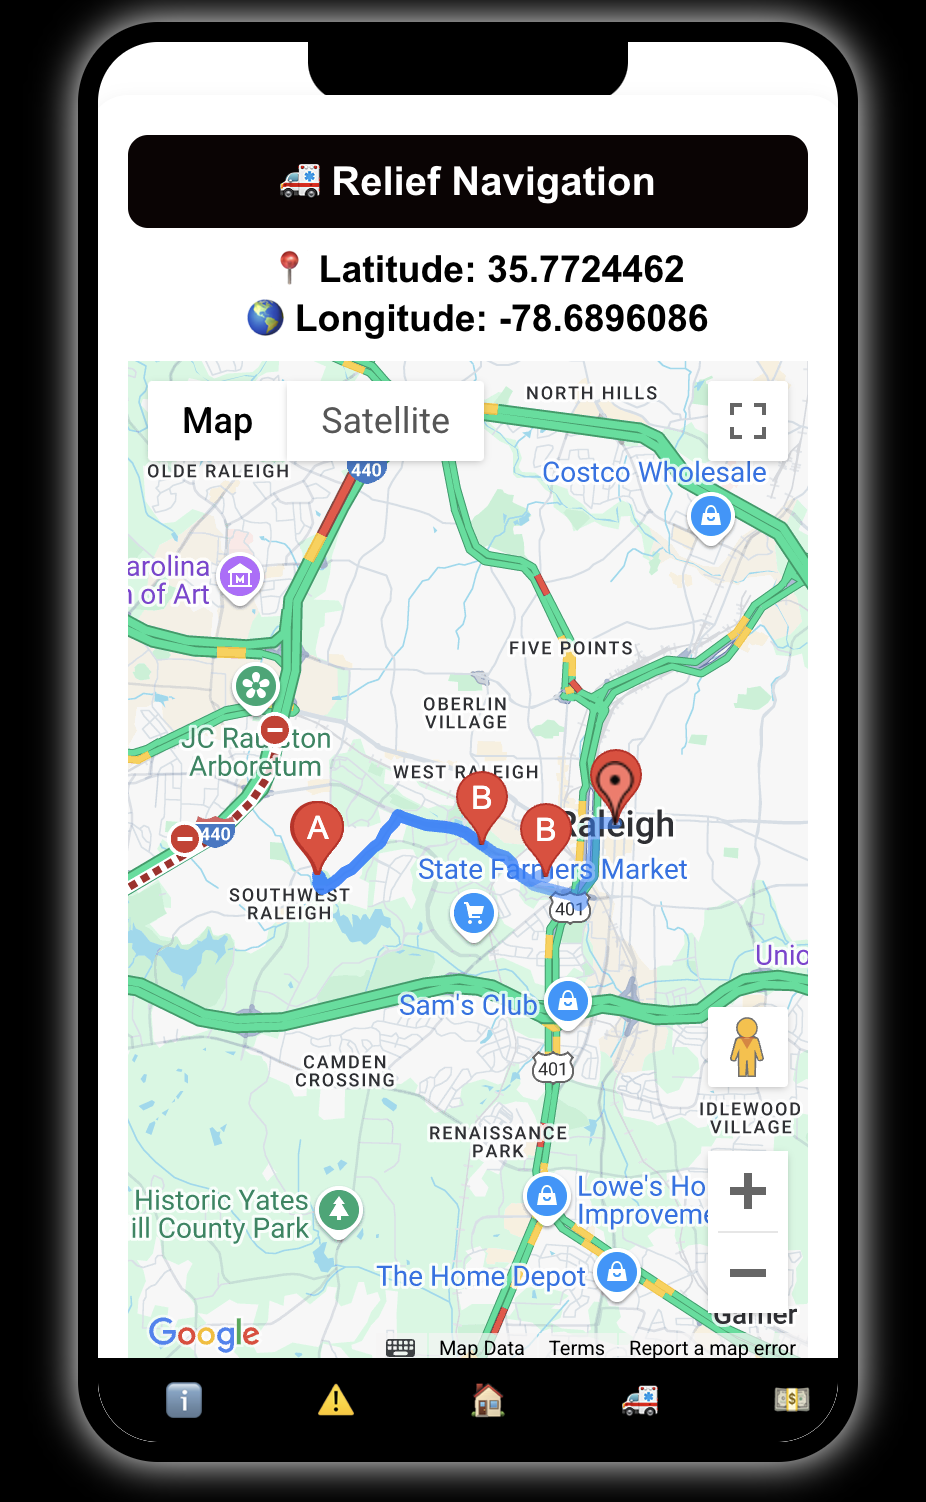 Relief Navigation
Latitude: 35.7724462
Longitude: -78.6896086
Map
Satellite
NORTH HILLS
OLDE RALEIGH
440
Costco Wholesale
arolina
of Art
FIVE POINTS
OBERLIN
VILLAGE
JC Raulston
Arboretum
WEST RALEIGH
440
A
B
B
Raleigh
State Farmers Market
SOUTHWEST
RALEIGH
401
Unio
Sam's Club
CAMDEN
CROSSING
401
IDLEWOOD
VILLAGE
RENAISSANCE
PARK
Historic Yates
ill County Park
Lowe's Ho
Improveme
The Home Depot
Garner
Google
Map Data
Terms
Report a map error